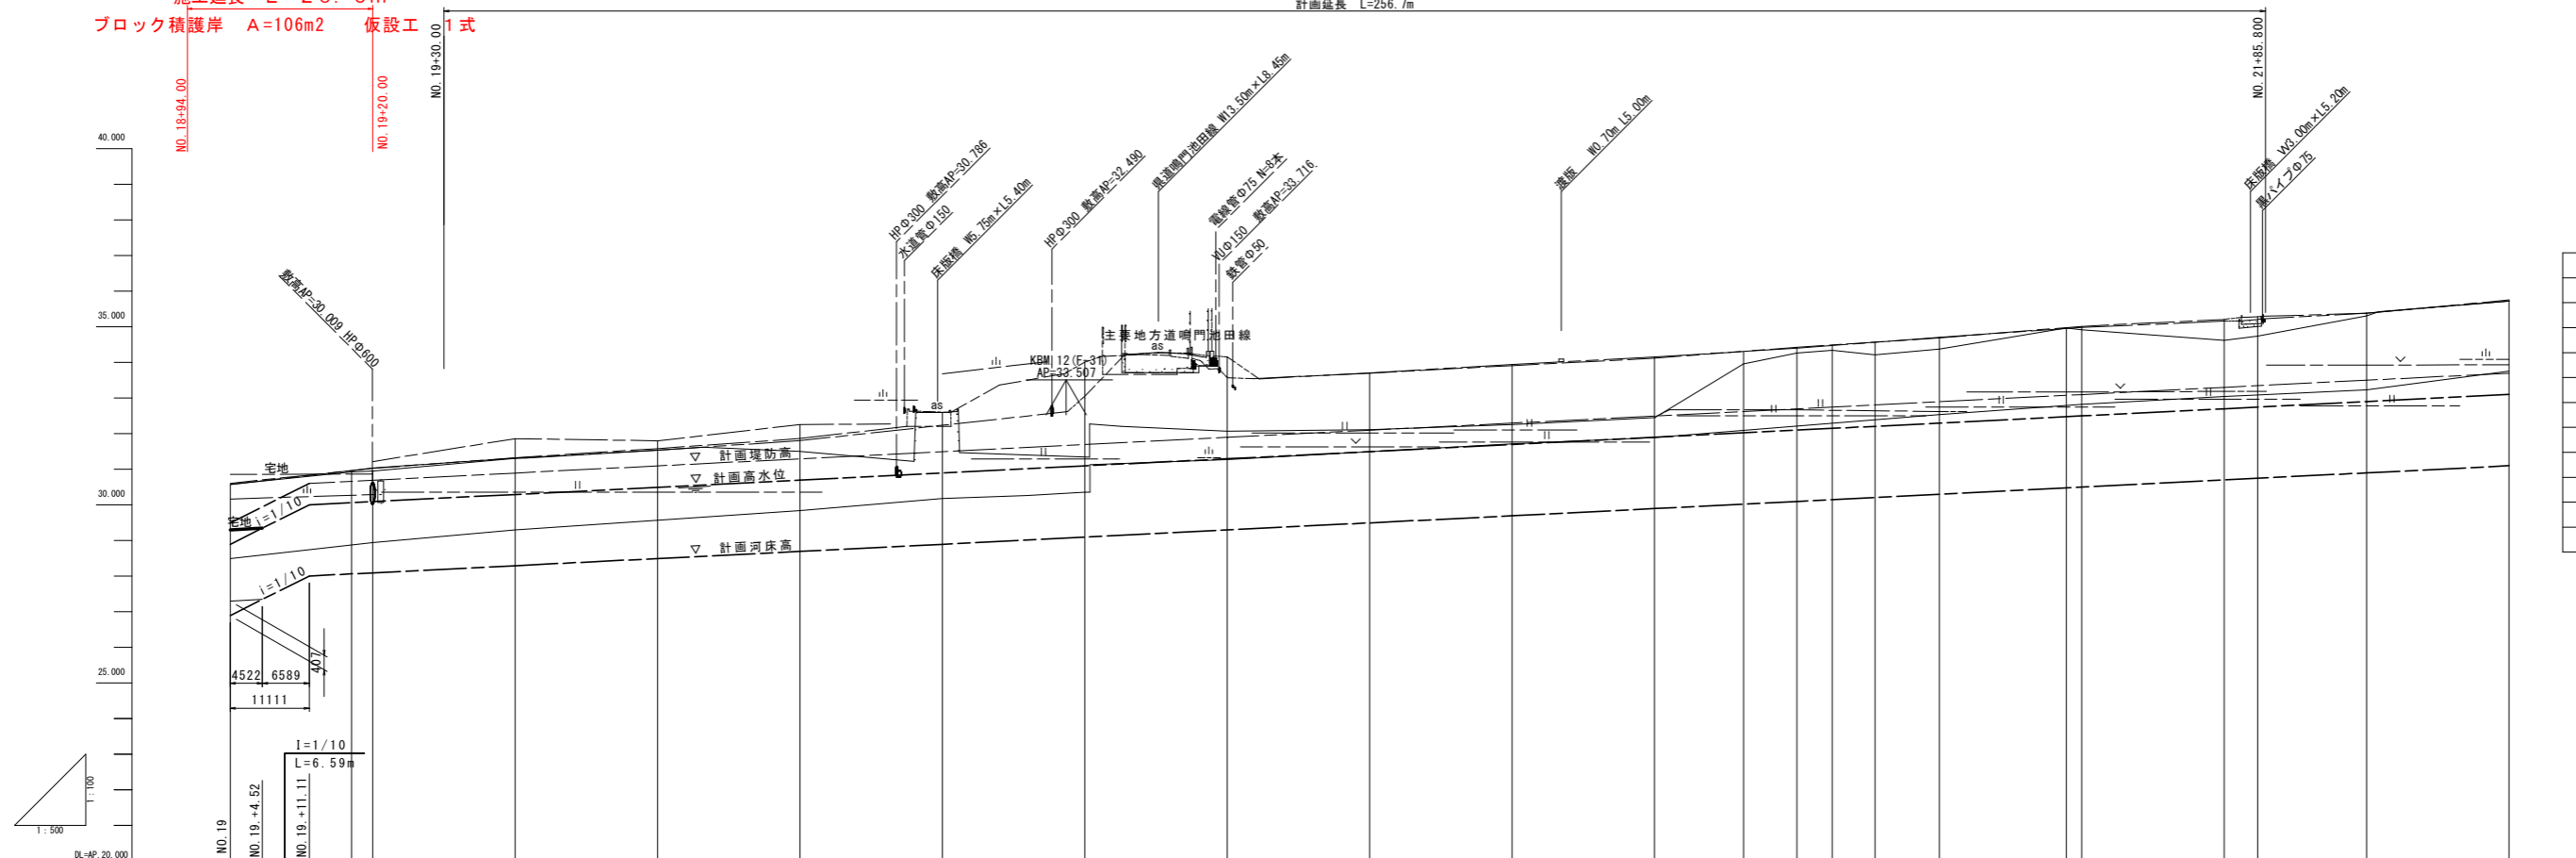 計画延長 L=256.7m
ブロック積護岸 A=106m2 仮設工 1式
NO.18+94.00
NO.19+20.00
NO.19+30.00
NO.21+85.800
40.000
35.000
30.000
25.000
DL=AP.20.000
敷高AP=30.009 HPΦ600
HPΦ300 敷高AP=30.786
水道管Φ150
床版橋 W5.75m×L5.40m
HPΦ300 敷高AP=32.490
県道鳴門池田線 W13.50m×L8.45m
電線管Φ75 N=8本
VUΦ150 敷高AP=33.716
鉄管Φ50
渡版 W0.70m L5.00m
床版橋 W3.00m×L5.20m
黒パイプΦ75
主要地方道鳴門池田線
as
KBM 12(F-31)
AP=33.507
as
宅地
計画堤防高
計画高水位
宅地
i=1/10
計画河床高
i=1/10
407
4522
6589
11111
I=1/10
L=6.59m
1:100
1:500
NO.19
NO.19.+4.52
NO.19.+11.11